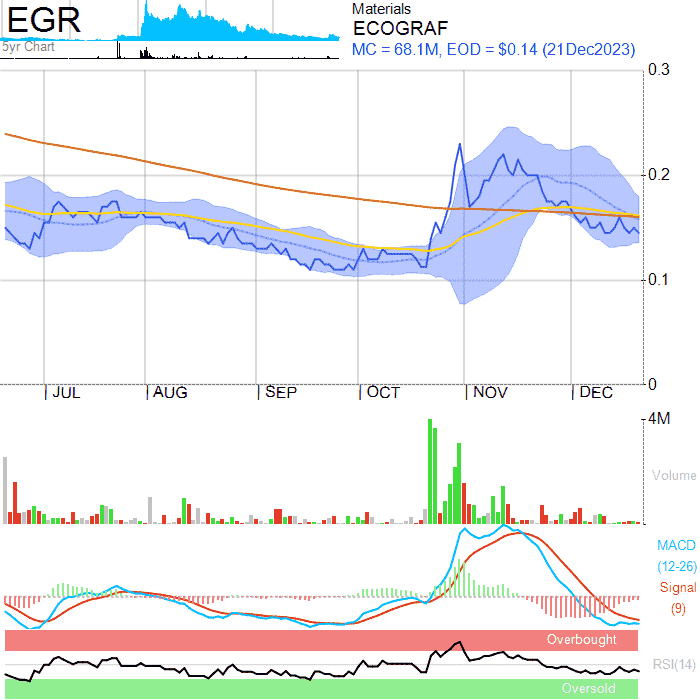 EGR
5yr Chart
Materials
ECOGRAF
MC = 68.1M, EOD = $0.14 (21Dec2023)
0.3
0.2
0.1
0
JUL
AUG
SEP
OCT
NOV
DEC
4M
Volume
MACD
(12-26)
Signal
(9)
Overbought
RSI(14)
Oversold